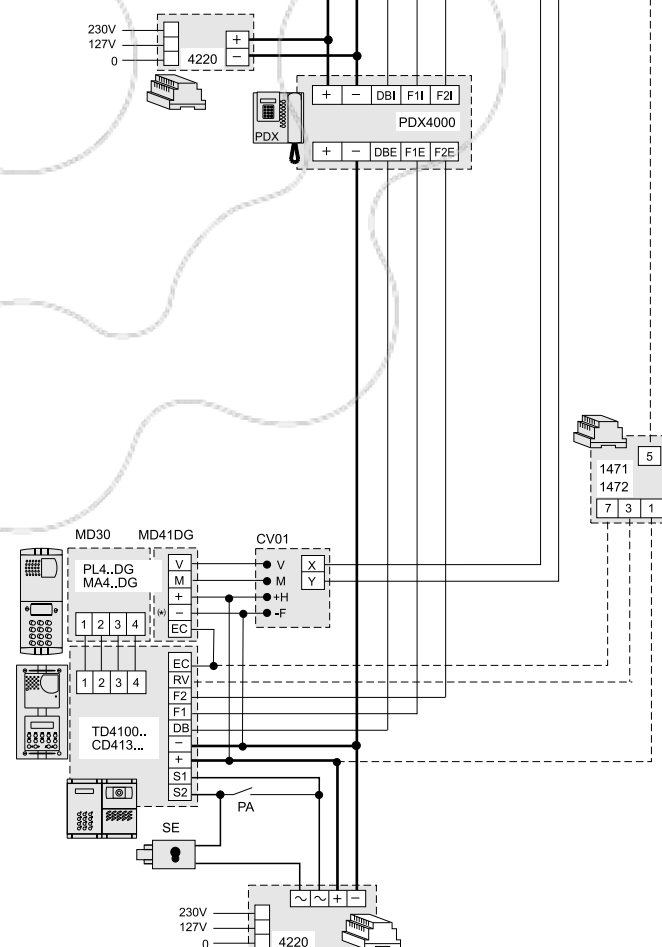 230V
127V
0
4220
+
−
+ − DBI F1I F2I
PDX
PDX4000
+ − DBE F1E F2E
5
1471
1472
7 3 1
MD30 MD41DG CV01
PL4..DG
MA4..DG
V
M
+
(*) −
EC
V X
M Y
+H
-F
1 2 3 4
1 2 3 4
EC
RV
F2
F1
DB
−
+
S1
S2
TD4100..
CD413...
PA
SE
~ ~ + −
230V
127V
0
4220